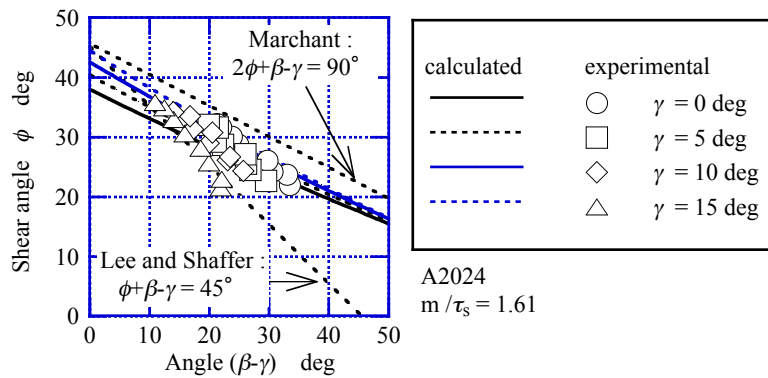 50
40
30
20
10
0
0 10 20 30 40 50
Shear angle ϕ deg
Angle (β-γ) deg
Marchant :
2ϕ+β-γ = 90°
Lee and Shaffer :
ϕ+β-γ = 45°
calculated experimental
γ = 0 deg
γ = 5 deg
γ = 10 deg
γ = 15 deg
A2024
m /τs = 1.61